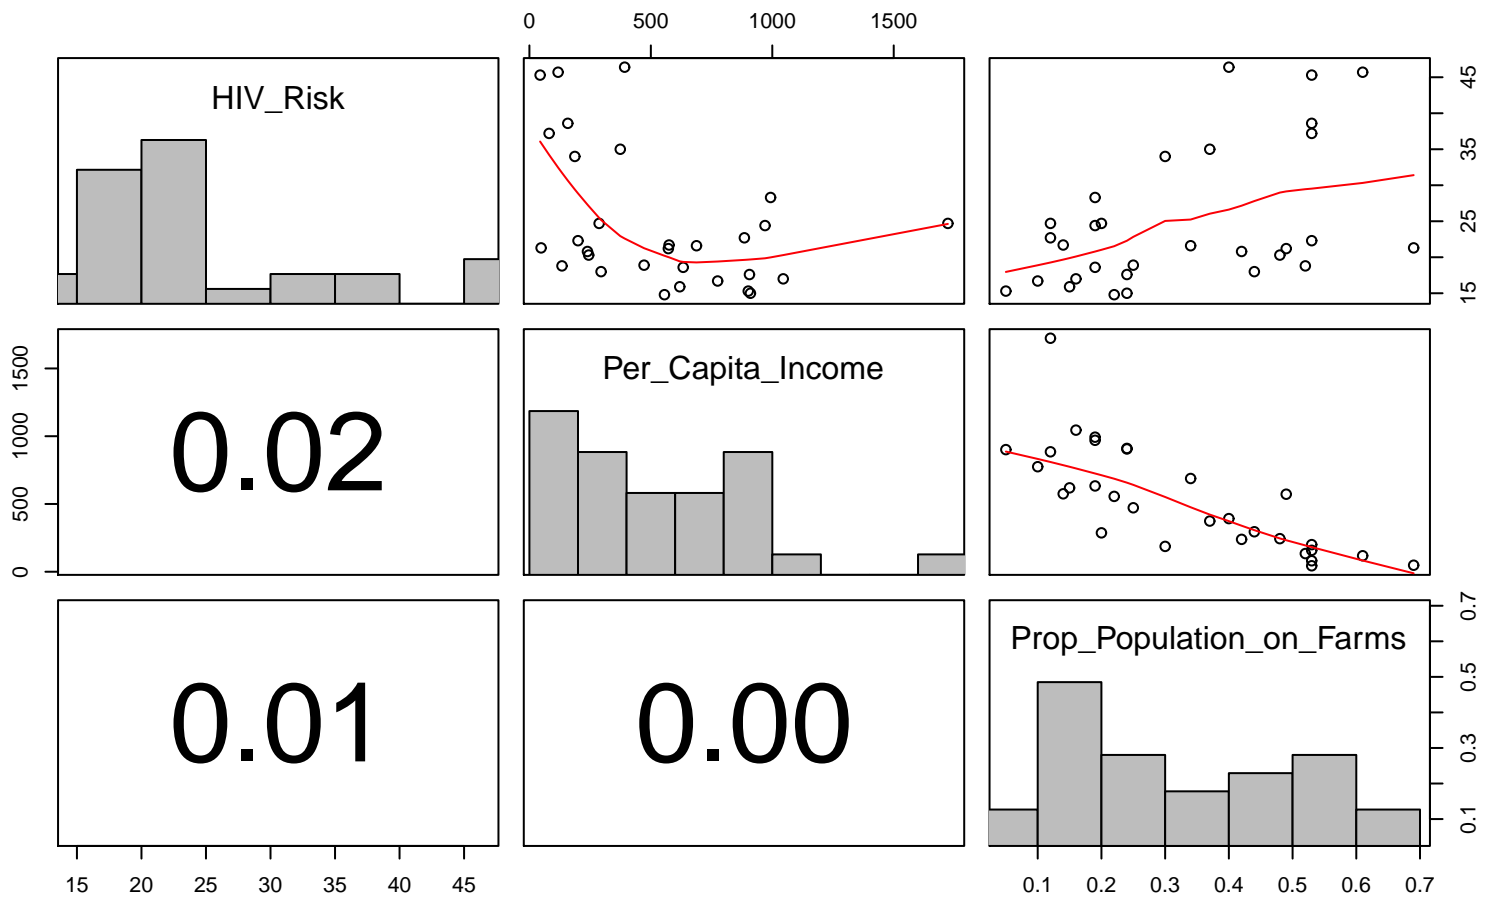 0 500 1000 1500
HIV_Risk
15 25 35 45
0 500 1000 1500
0.02
Per_Capita_Income
0.01
0.00
Prop_Population_on_Farms
0.1 0.3 0.5 0.7
15 20 25 30 35 40 45
0.1 0.2 0.3 0.4 0.5 0.6 0.7